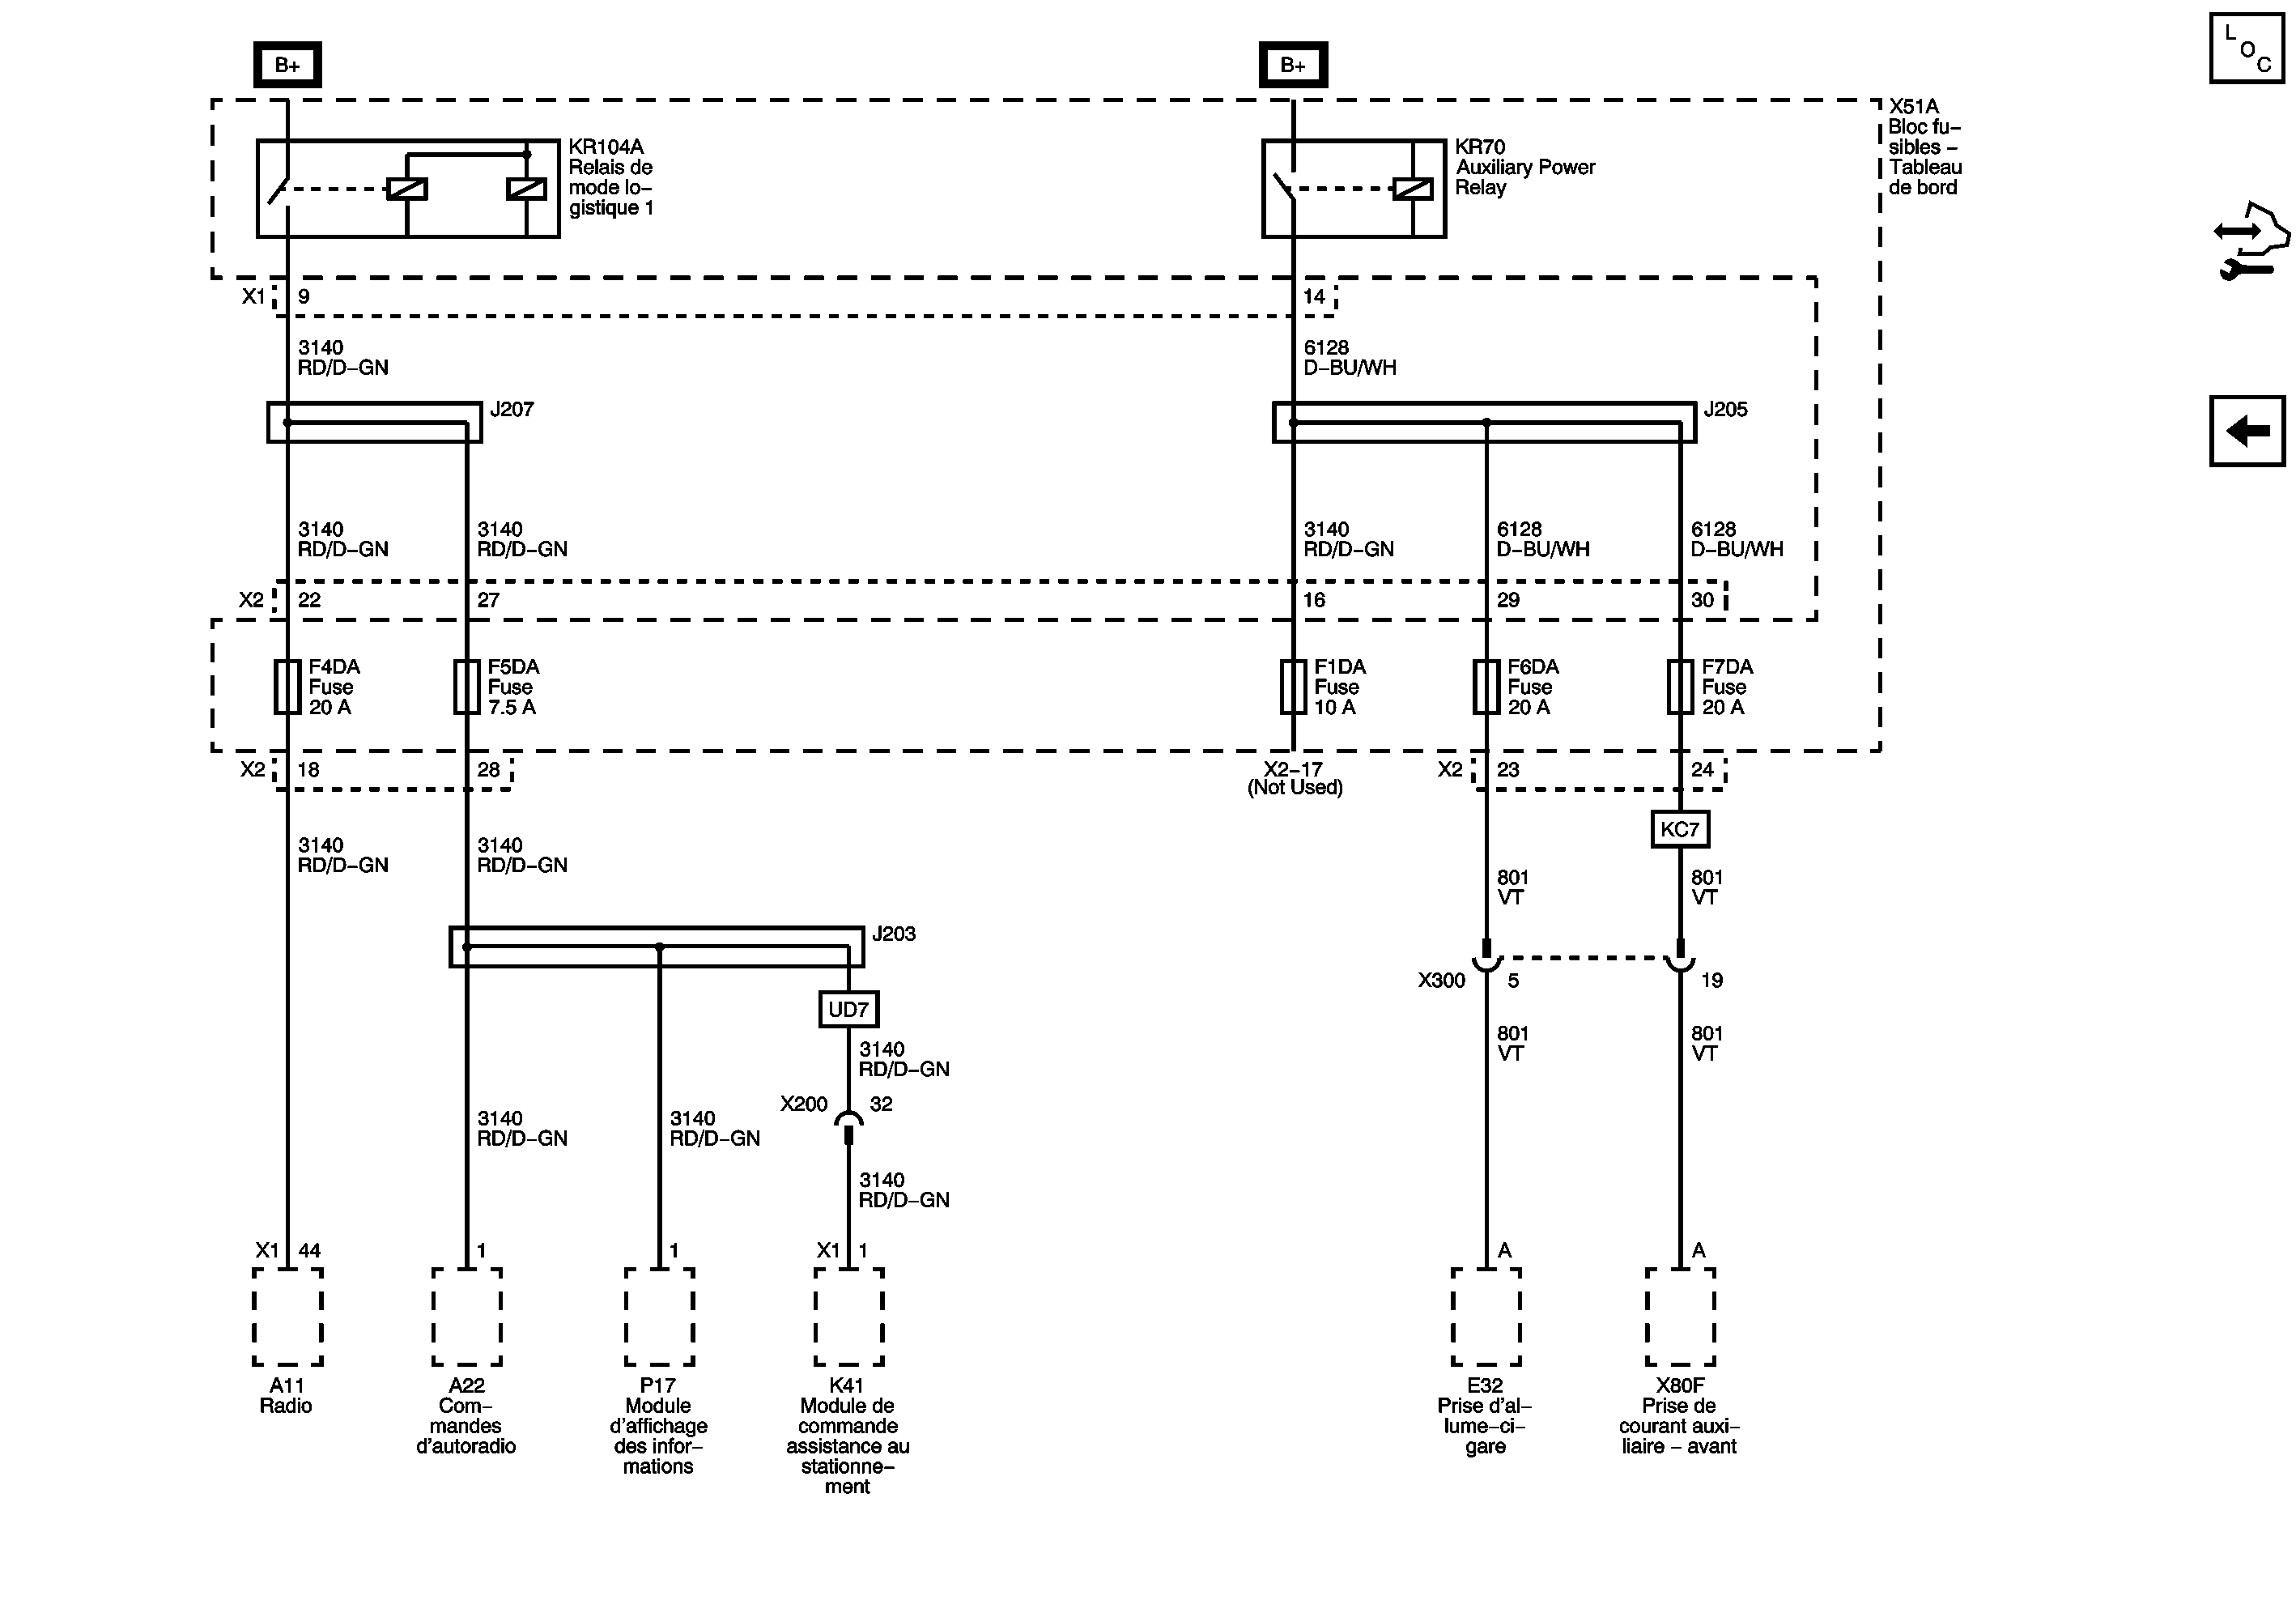 L
O
C
B+
B+
X51A
Bloc fu–
sibles –
Tableau
de bord
KR104A
Relais de
mode lo–
gistique 1
KR70
Auxiliary Power
Relay
X1
9
14
3140
RD/D–GN
6128
D–BU/WH
J207
J205
3140
RD/D–GN
3140
RD/D–GN
3140
RD/D–GN
6128
D–BU/WH
6128
D–BU/WH
X2
22
27
16
29
30
F4DA
Fuse
20 A
F5DA
Fuse
7.5 A
F1DA
Fuse
10 A
F6DA
Fuse
20 A
F7DA
Fuse
20 A
X2
18
28
X2–17
(Not Used)
X2
23
24
KC7
3140
RD/D–GN
3140
RD/D–GN
801
VT
801
VT
J203
X300
5
19
UD7
3140
RD/D–GN
801
VT
801
VT
X200
32
3140
RD/D–GN
3140
RD/D–GN
3140
RD/D–GN
X1
44
1
1
X1
1
A
A
A11
Radio
A22
Com–
mandes
d'autoradio
P17
Module
d'affichage
des infor–
mations
K41
Module de
commande
assistance au
stationne–
ment
E32
Prise d'al–
lume–ci–
gare
X80F
Prise de
courant auxi–
liaire – avant